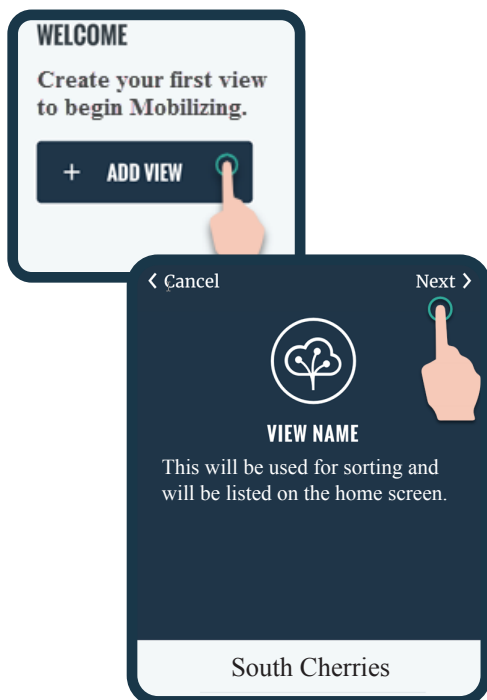 WELCOME
Create your first view
to begin Mobilizing.
+ ADD VIEW
< Cancel
Next >
VIEW NAME
This will be used for sorting and
will be listed on the home screen.
South Cherries